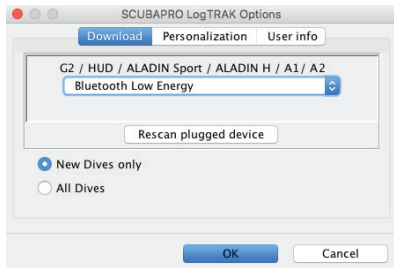 SCUBAPRO LogTRAK Options
Download Personalization User info
G2 / HUD / ALADIN Sport / ALADIN H / A1/ A2
Bluetooth Low Energy
Rescan plugged device
New Dives only
All Dives
OK Cancel